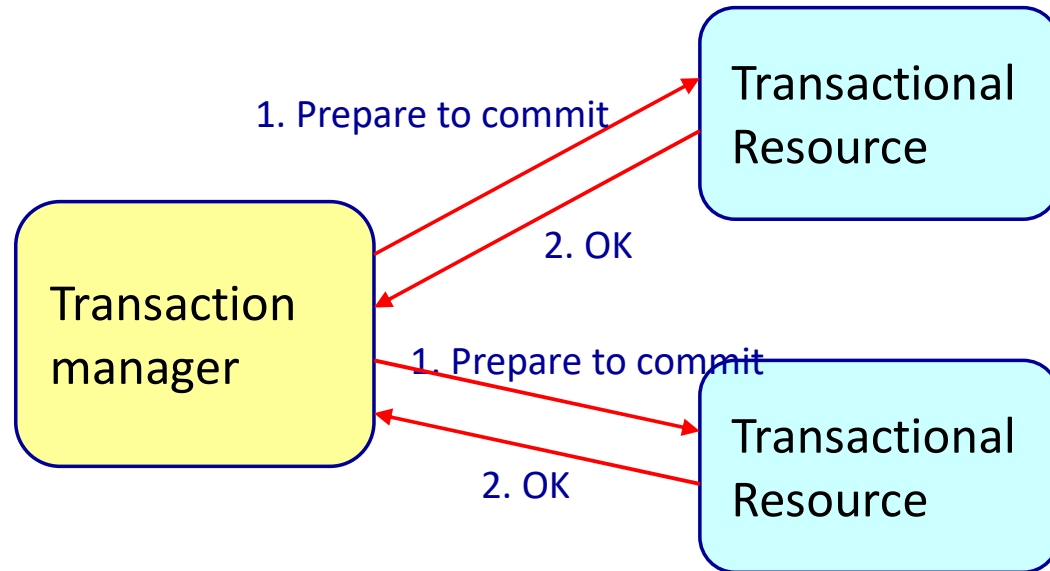 Transactional
Resource
1. Prepare to commit
2. OK
Transaction
manager
1. Prepare to commit
Transactional
Resource
2. OK